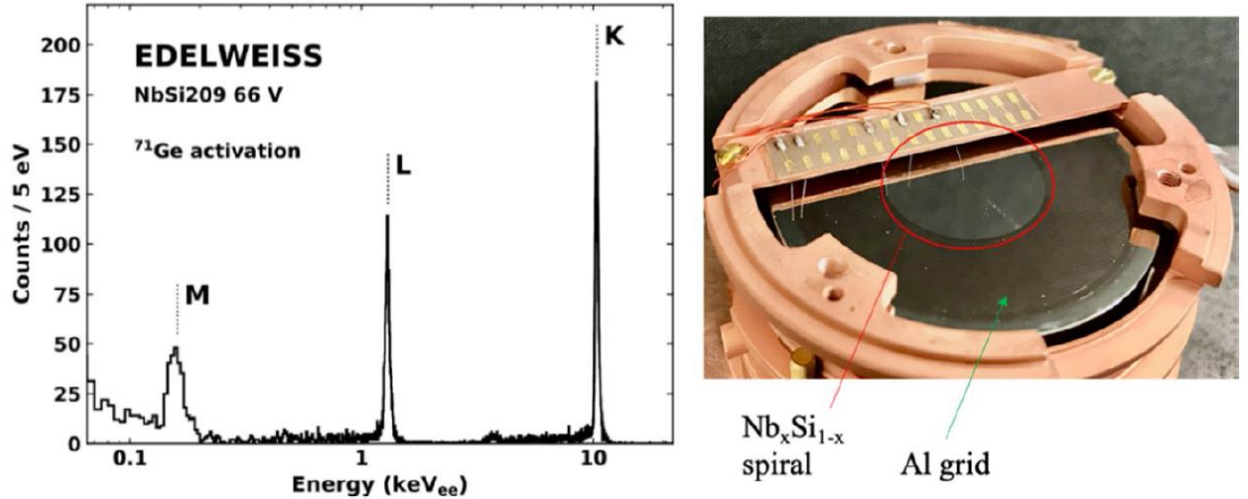 EDELWEISS
NbSi209 66 V
⁷¹Ge activation
K
L
M
200
175
150
125
100
75
50
25
0
Counts / 5 eV
0.1
1
10
Energy (keVₑₑ)
NbₓSi₁₋ₓ
spiral
Al grid